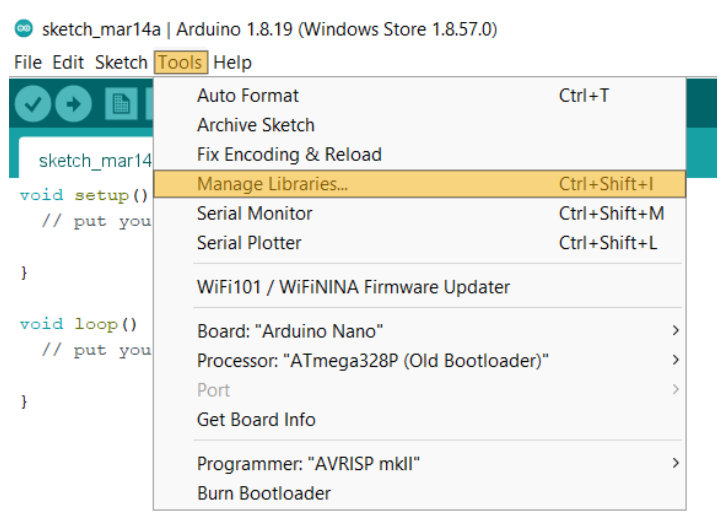 sketch_mar14a | Arduino 1.8.19 (Windows Store 1.8.57.0)
File Edit Sketch Tools Help
Auto Format Ctrl+T
Archive Sketch
sketch_mar14
Fix Encoding & Reload
Manage Libraries... Ctrl+Shift+I
void setup()
// put you
Serial Monitor Ctrl+Shift+M
Serial Plotter Ctrl+Shift+L
}
WiFi101 / WiFiNINA Firmware Updater
void loop()
// put you
Board: "Arduino Nano"
Processor: "ATmega328P (Old Bootloader)"
Port
}
Get Board Info
Programmer: "AVRISP mkII"
Burn Bootloader